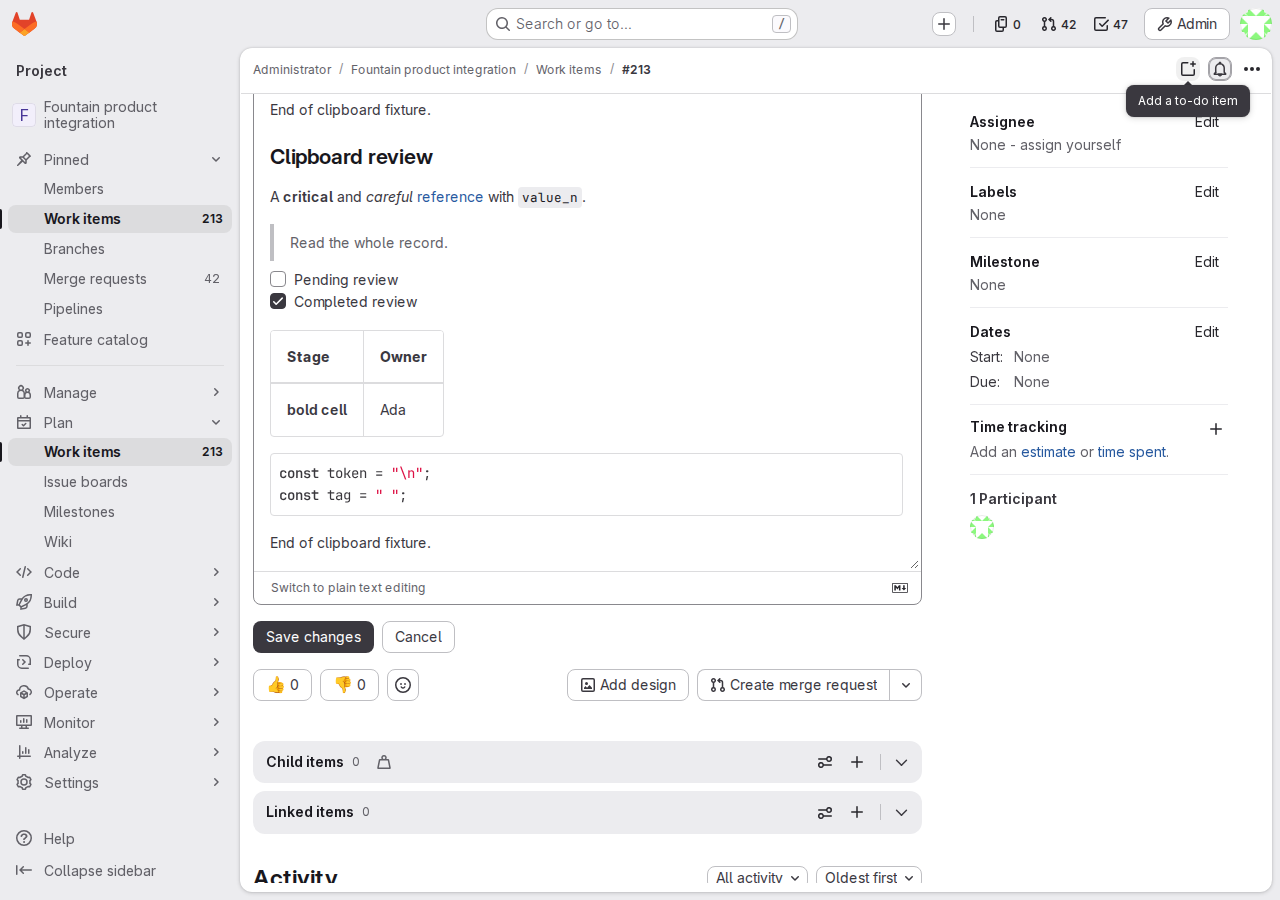 Search or go to...
/
0
42
47
Admin
Project
F
Fountain product integration
Pinned
Members
Work items 213
Branches
Merge requests 42
Pipelines
Feature catalog
Manage
Plan
Work items 213
Issue boards
Milestones
Wiki
Code
Build
Secure
Deploy
Operate
Monitor
Analyze
Settings
Help
Collapse sidebar
Administrator / Fountain product integration / Work items / #213
Add a to-do item
End of clipboard fixture.
Clipboard review
A critical and careful reference with value_n.
Read the whole record.
Pending review
Completed review
Stage Owner
bold cell Ada
const token = "\n";
const tag = " ";
End of clipboard fixture.
Switch to plain text editing
Save changes
Cancel
👍 0
👎 0
Add design
Create merge request
Child items 0
Linked items 0
Activity
All activity
Oldest first
Assignee Edit
None - assign yourself
Labels Edit
None
Milestone Edit
None
Dates Edit
Start: None
Due: None
Time tracking
Add an estimate or time spent.
1 Participant